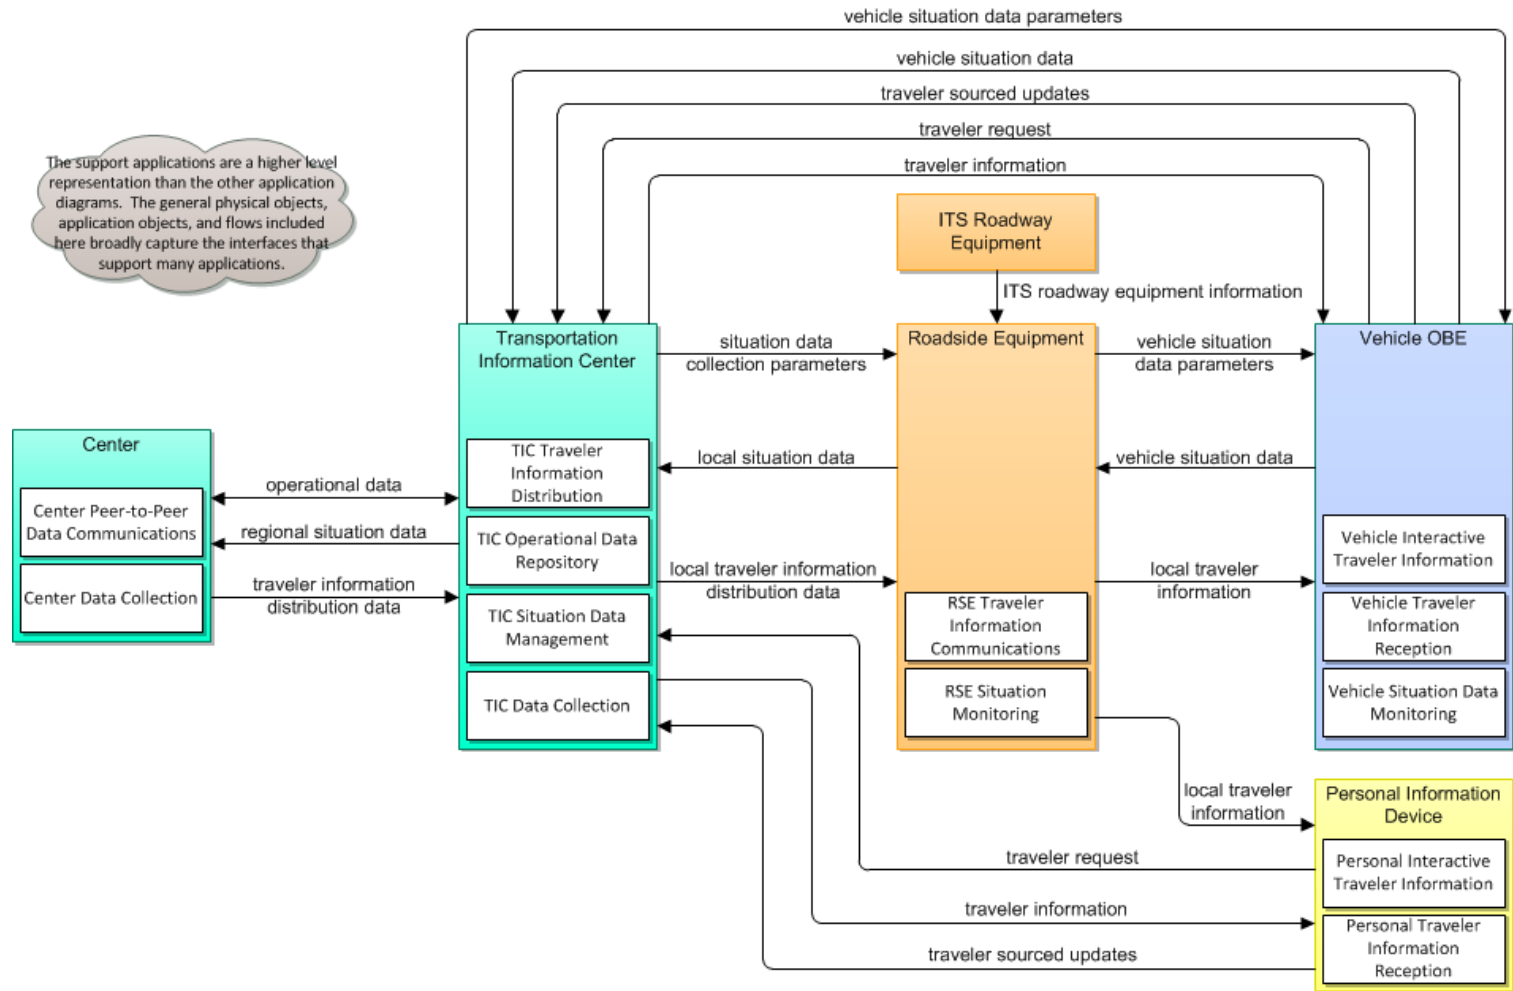 vehicle situation data parameters
vehicle situation data
traveler sourced updates
traveler request
traveler information
The support applications are a higher level
representation than the other application
diagrams. The general physical objects,
application objects, and flows included
here broadly capture the interfaces that
support many applications.
ITS Roadway
Equipment
ITS roadway equipment information
Transportation
Information Center
situation data
collection parameters
Roadside Equipment
vehicle situation
data parameters
Vehicle OBE
Center
TIC Traveler
Information
Distribution
local situation data
vehicle situation data
operational data
Center Peer-to-Peer
Data Communications
regional situation data
TIC Operational Data
Repository
Vehicle Interactive
Traveler Information
Center Data Collection
traveler information
distribution data
local traveler information
distribution data
local traveler
information
TIC Situation Data
Management
RSE Traveler
Information
Communications
Vehicle Traveler
Information
Reception
TIC Data Collection
RSE Situation
Monitoring
Vehicle Situation Data
Monitoring
local traveler
information
Personal Information
Device
traveler request
Personal Interactive
Traveler Information
traveler information
Personal Traveler
Information
Reception
traveler sourced updates